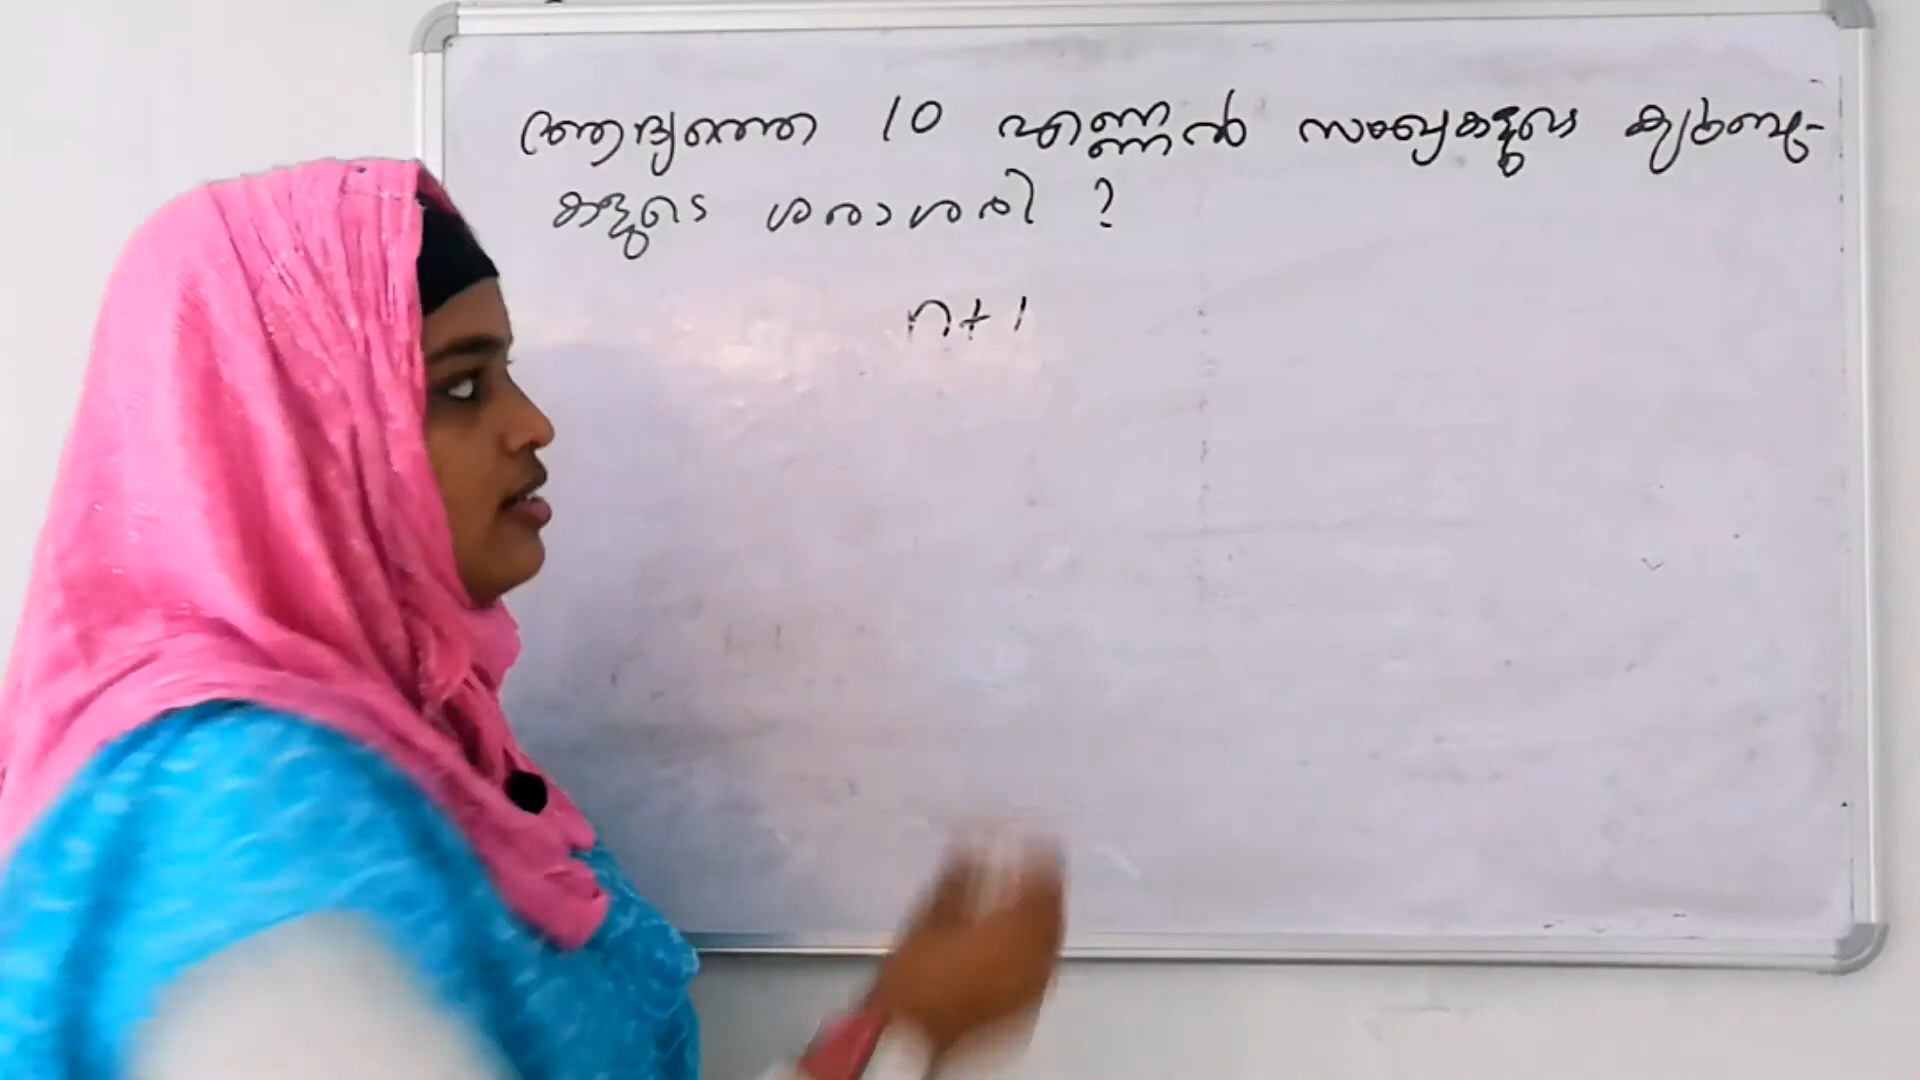 ആദ്യത്തെ 10 എണ്ണൽ സംഖ്യകളുടെ ക്യൂബു-
കളുടെ ശരാശരി ?
n+1